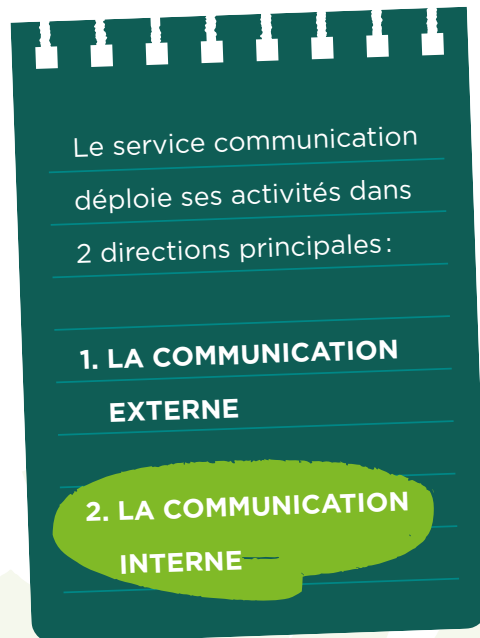 Le service communication
déploie ses activités dans
2 directions principales :
1. LA COMMUNICATION
EXTERNE
2. LA COMMUNICATION
INTERNE